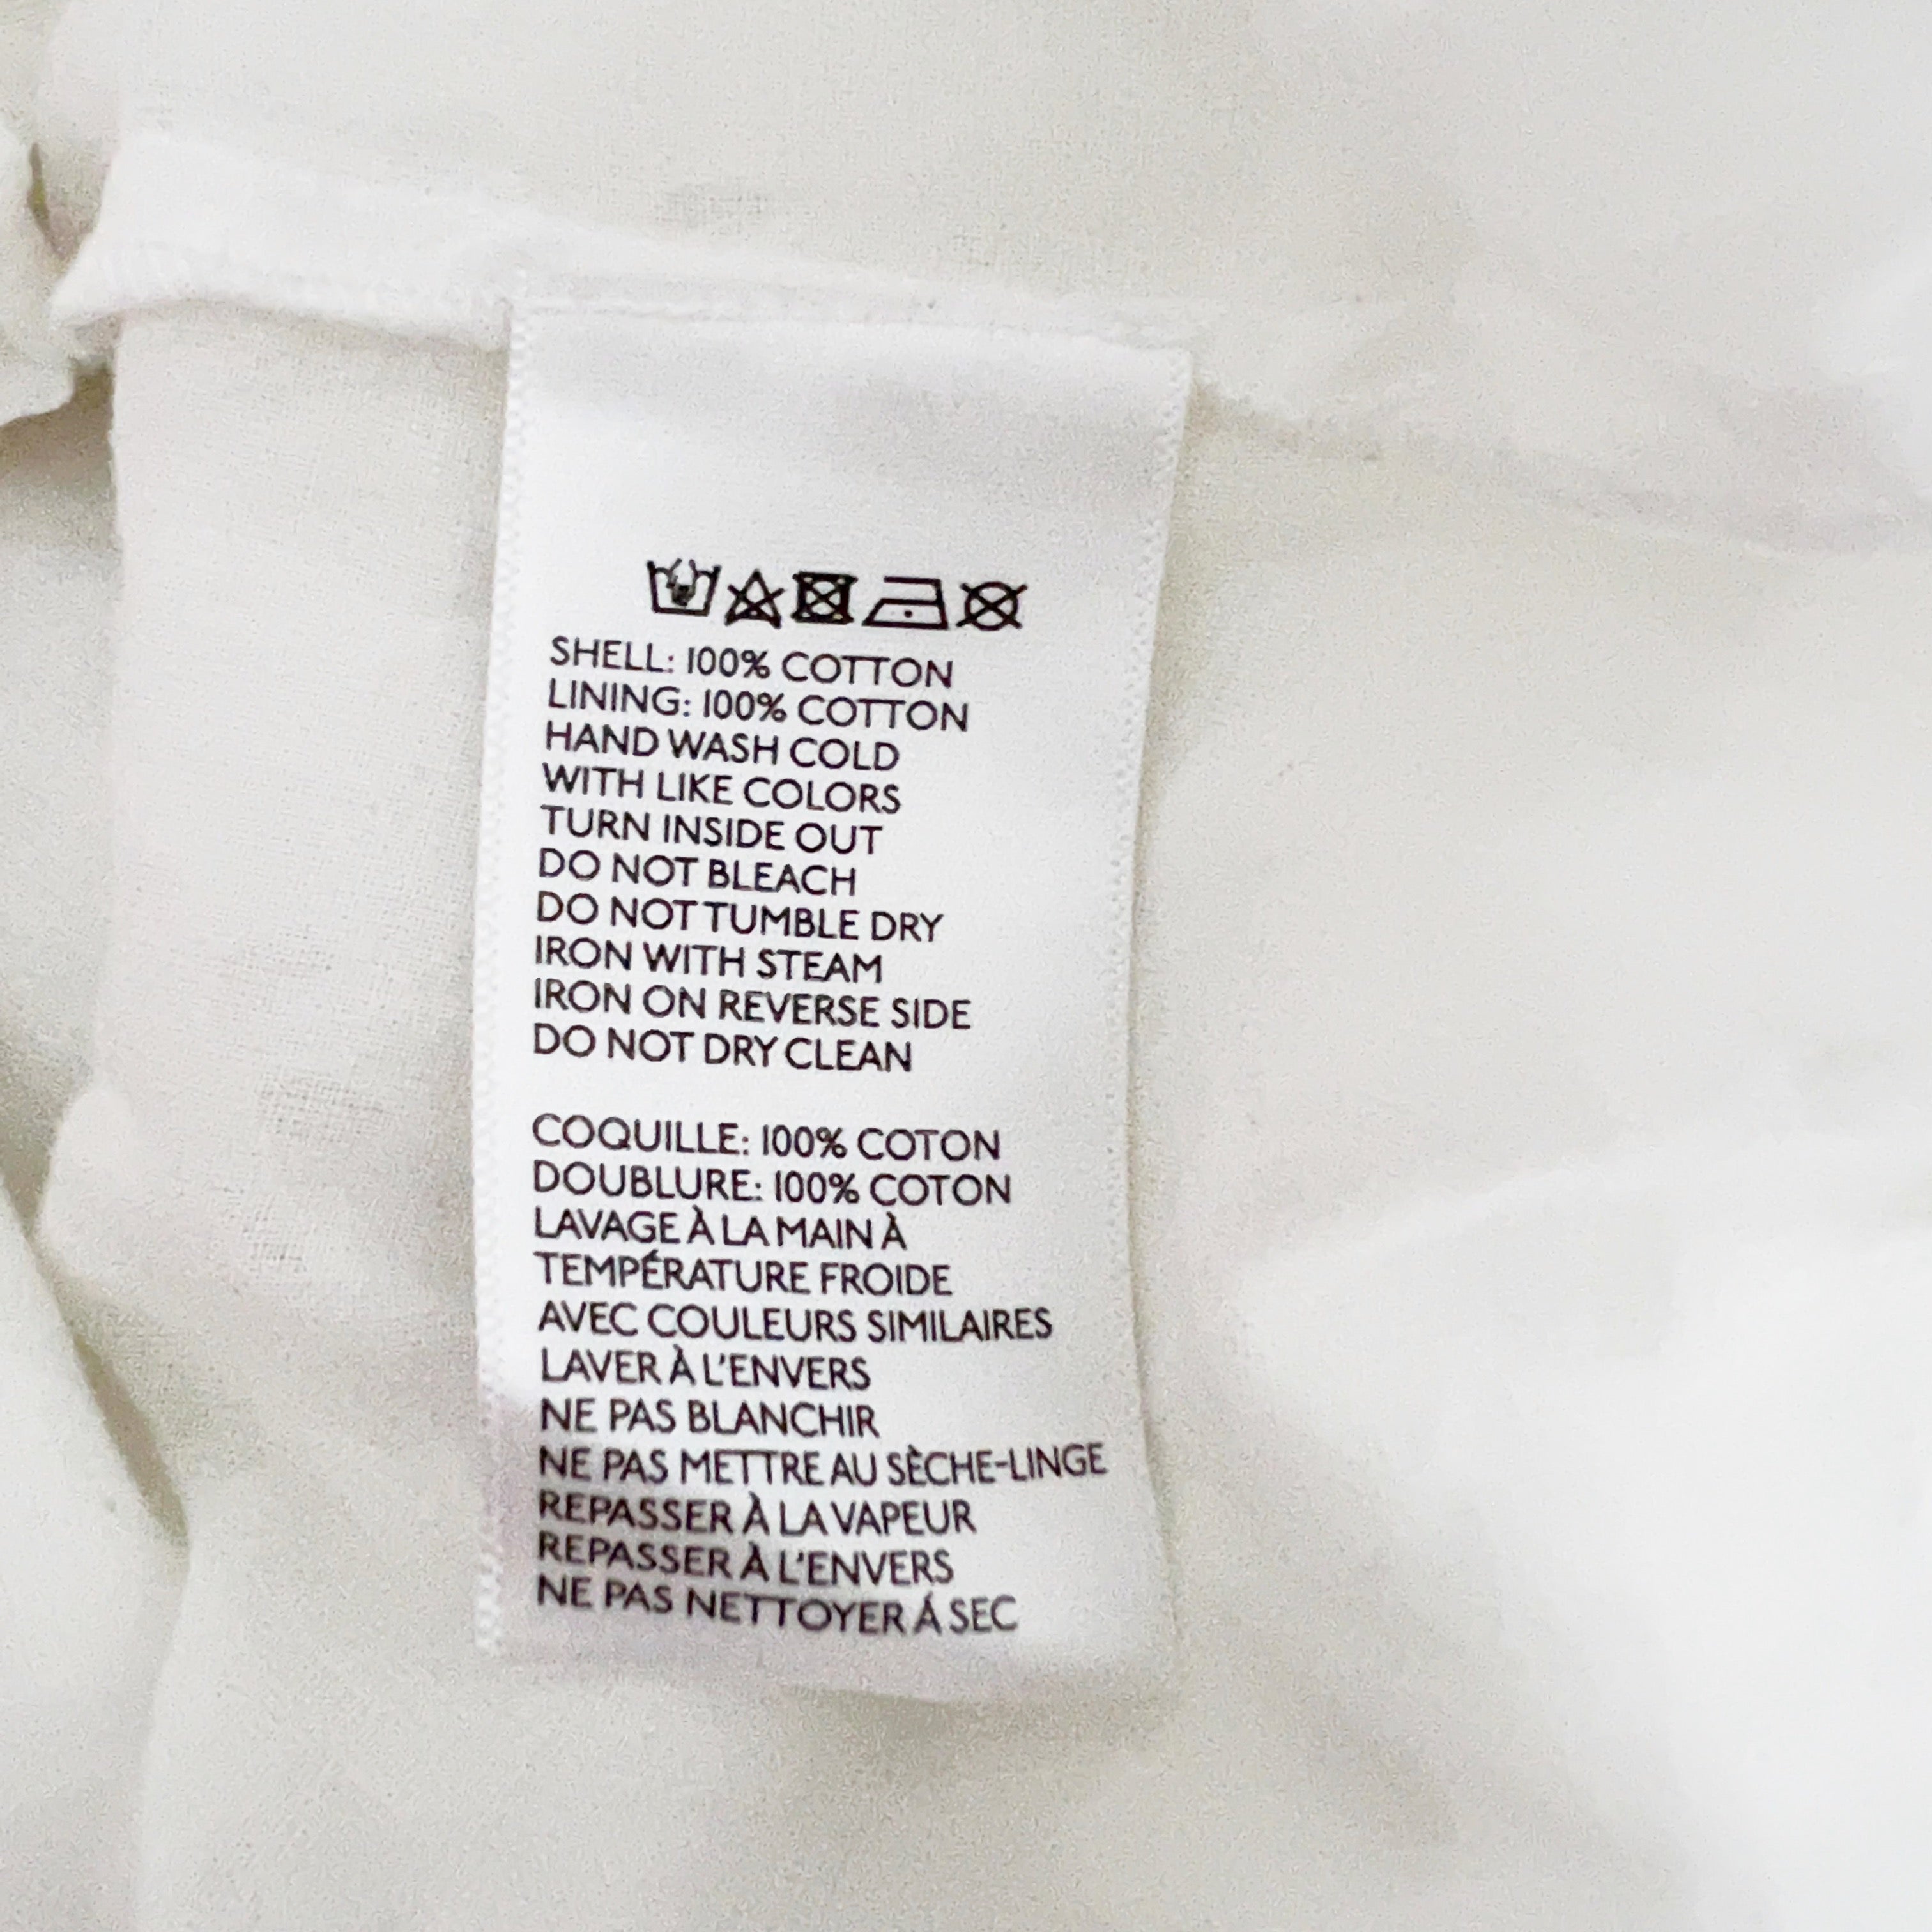 SHELL: 100% COTTON
LINING: 100% COTTON
HAND WASH COLD
WITH LIKE COLORS
TURN INSIDE OUT
DO NOT BLEACH
DO NOT TUMBLE DRY
IRON WITH STEAM
IRON ON REVERSE SIDE
DO NOT DRY CLEAN
COQUILLE: 100% COTON
DOUBLURE: 100% COTON
LAVAGE À LA MAIN À
TEMPÉRATURE FROIDE
AVEC COULEURS SIMILAIRES
LAVER À L'ENVERS
NE PAS BLANCHIR
NE PAS METTRE AU SÈCHE-LINGE
REPASSER À LA VAPEUR
REPASSER À L'ENVERS
NE PAS NETTOYER Á SEC